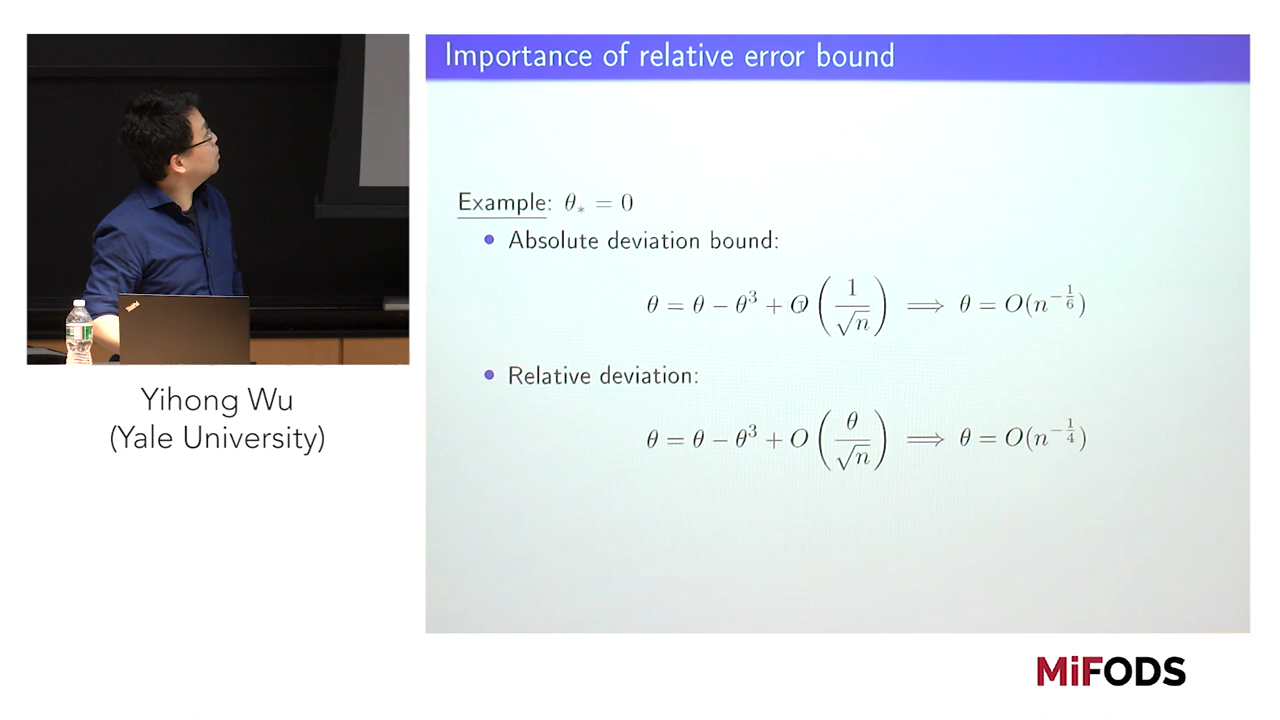 Importance of relative error bound
Example: θ* = 0
• Absolute deviation bound:
θ = θ − θ³ + O(1/√n) ⟹ θ = O(n^{-1/6})
• Relative deviation:
θ = θ − θ³ + O(θ/√n) ⟹ θ = O(n^{-1/4})
Yihong Wu
(Yale University)
MiFODS